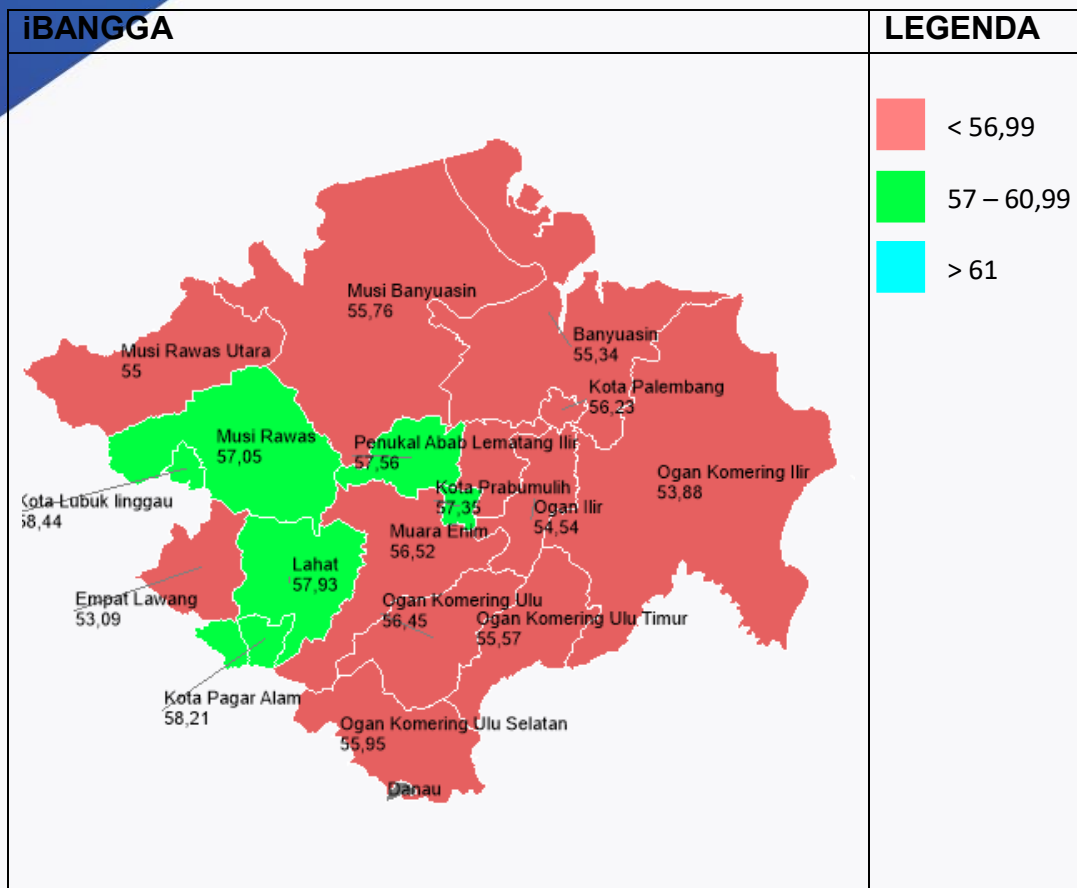 iBANGGA
LEGENDA
< 56,99
57 – 60,99
> 61
Musi Banyuasin
55,76
Banyuasin
55,34
Musi Rawas Utara
55
Kota Palembang
56,23
Musi Rawas
57,05
Penukal Abab Lematang Ilir
57,56
Ogan Komering Ilir
53,88
Kota Prabumulih
57,35
Kota Lubuk linggau
58,44
Ogan Ilir
54,54
Muara Enim
56,52
Lahat
57,93
Empat Lawang
53,09
Ogan Komering Ulu
56,45
Ogan Komering Ulu Timur
55,57
Kota Pagar Alam
58,21
Ogan Komering Ulu Selatan
55,95
Danau